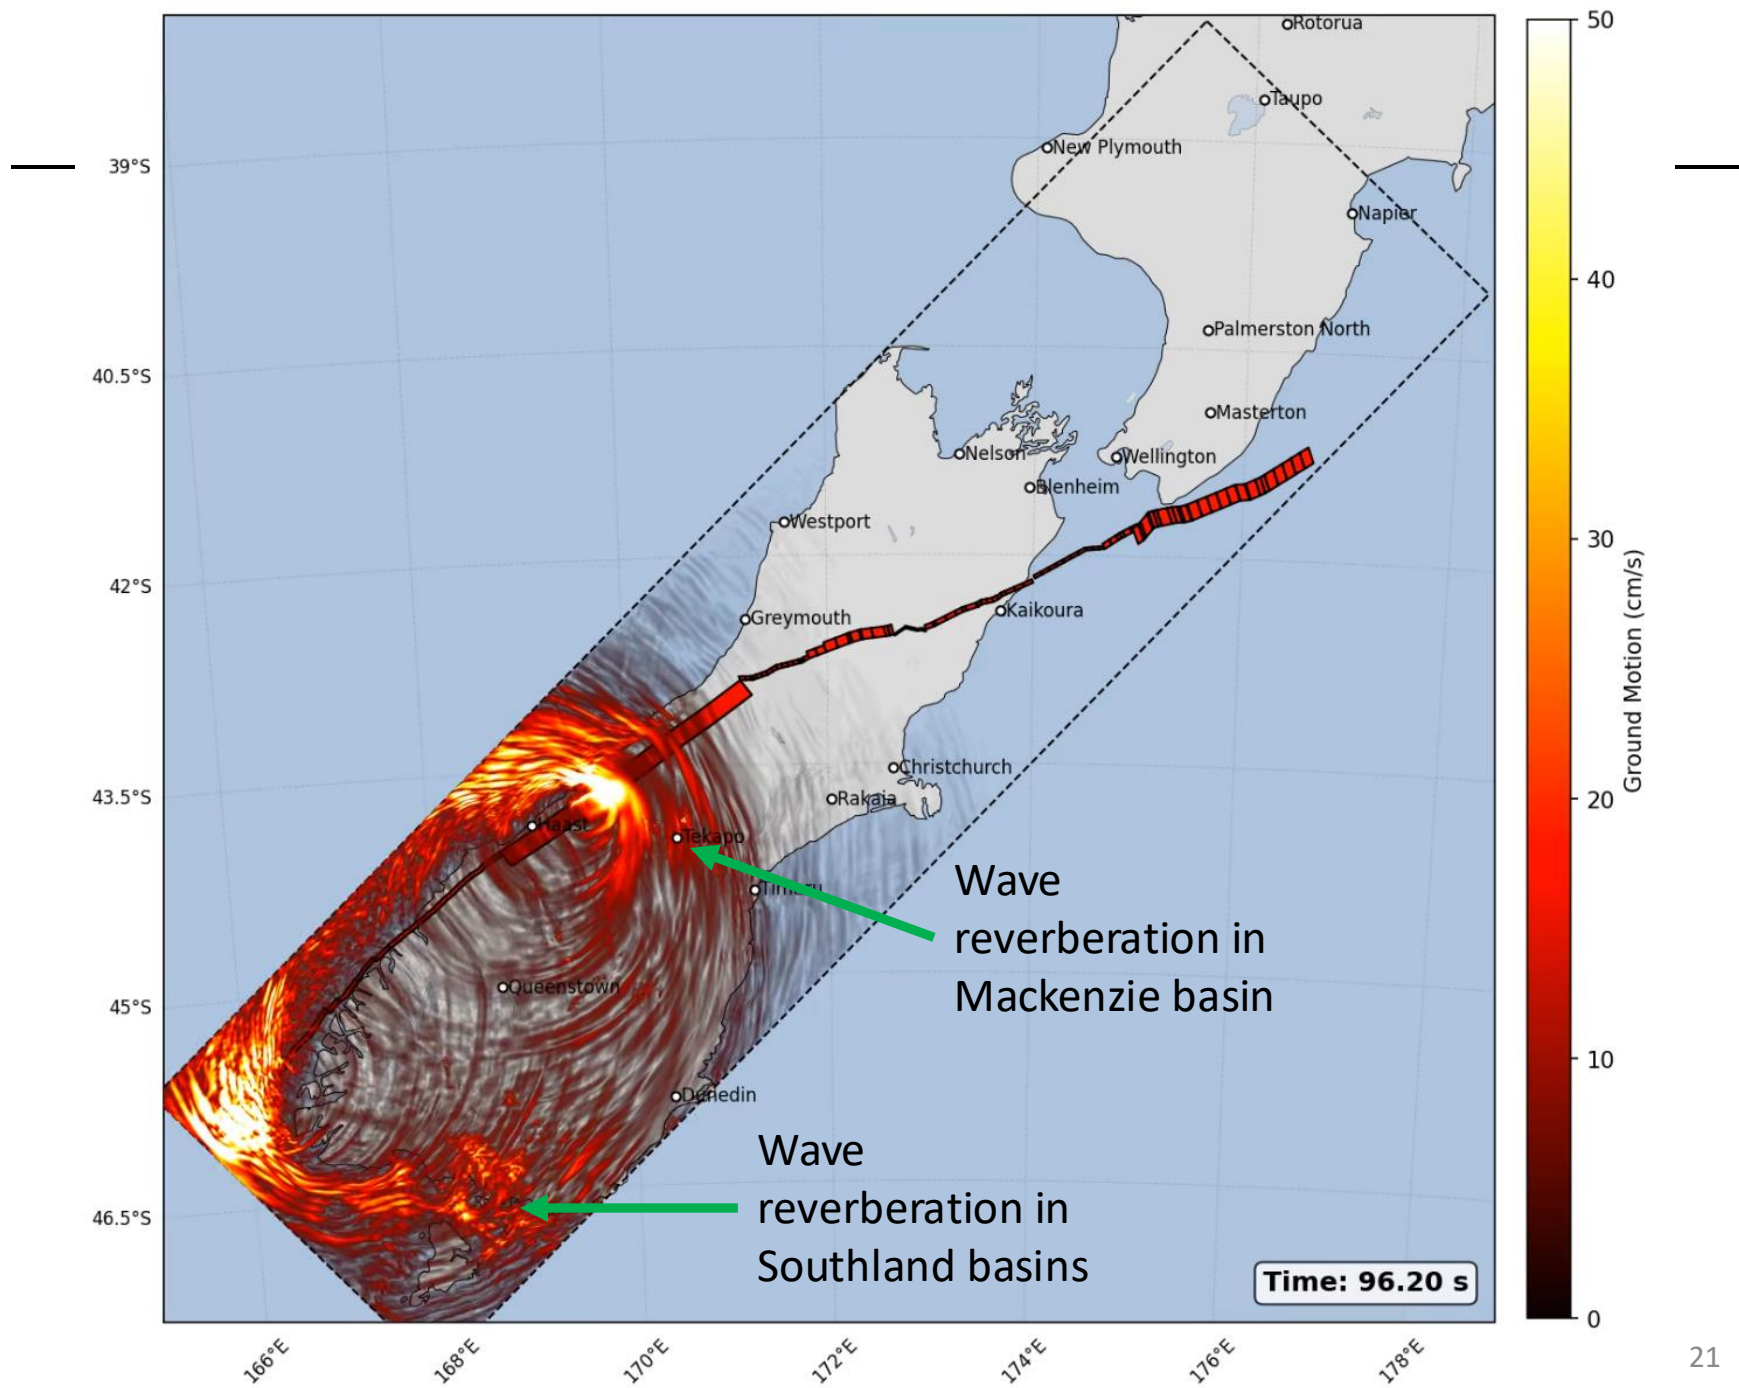 Rotorua
50
Taupo
New Plymouth
39°S
Napier
40
Palmerston North
40.5°S
Masterton
Nelson
Wellington
Blenheim
Westport
30
42°S
Kaikoura
Greymouth
Ground Motion (cm/s)
Christchurch
43.5°S
Rakaia
20
Haast
Tekapo
Timaru
Wave
reverberation in
Mackenzie basin
Queenstown
45°S
10
Dunedin
Wave
reverberation in
Southland basins
46.5°S
Time: 96.20 s
0
166°E
168°E
170°E
172°E
174°E
176°E
178°E
21